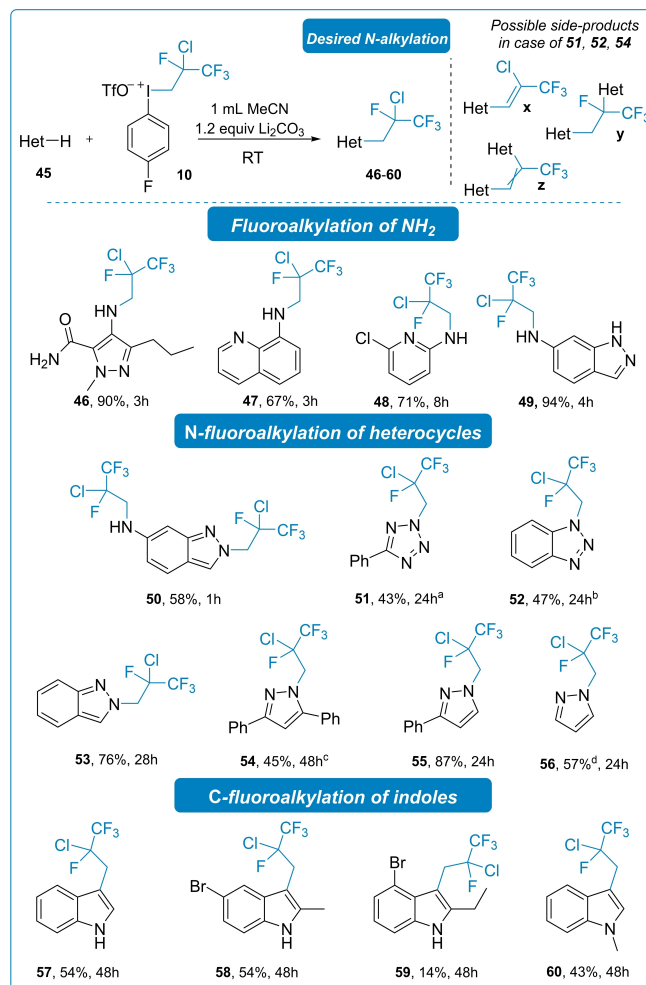 Desired N-alkylation
Possible side-products
in case of 51, 52, 54
F Cl
CF3
TfO− + I
F
Het–H + 
1 mL MeCN
1.2 equiv Li2CO3
RT
F Cl
CF3
Het
Cl
CF3
Het
x
Het
F
CF3
Het
y
Het
CF3
Het
z
45
10
46-60
Fluoroalkylation of NH2
Cl
F
CF3
HN
O
H2N
N
N
46, 90%, 3h
Cl
F
CF3
HN
N
47, 67%, 3h
CF3
Cl
F
Cl
N
NH
48, 71%, 8h
CF3
Cl
F
HN
H
N
N
49, 94%, 4h
N-fluoroalkylation of heterocycles
CF3
Cl
F
HN
N
N
F
Cl
CF3
50, 58%, 1h
CF3
Cl
F
N
N
N
N
Ph
51, 43%, 24ha
CF3
Cl
F
N
N
N
52, 47%, 24hb
N
N
F
Cl
CF3
53, 76%, 28h
CF3
Cl
F
N
N
Ph
Ph
54, 45%, 48hc
CF3
Cl
F
N
N
Ph
55, 87%, 24h
CF3
Cl
F
N
N
56, 57%d, 24h
C-fluoroalkylation of indoles
CF3
Cl
F
N
H
57, 54%, 48h
CF3
Cl
F
Br
N
H
58, 54%, 48h
CF3
Cl
F
Br
N
H
59, 14%, 48h
CF3
Cl
F
N
60, 43%, 48h